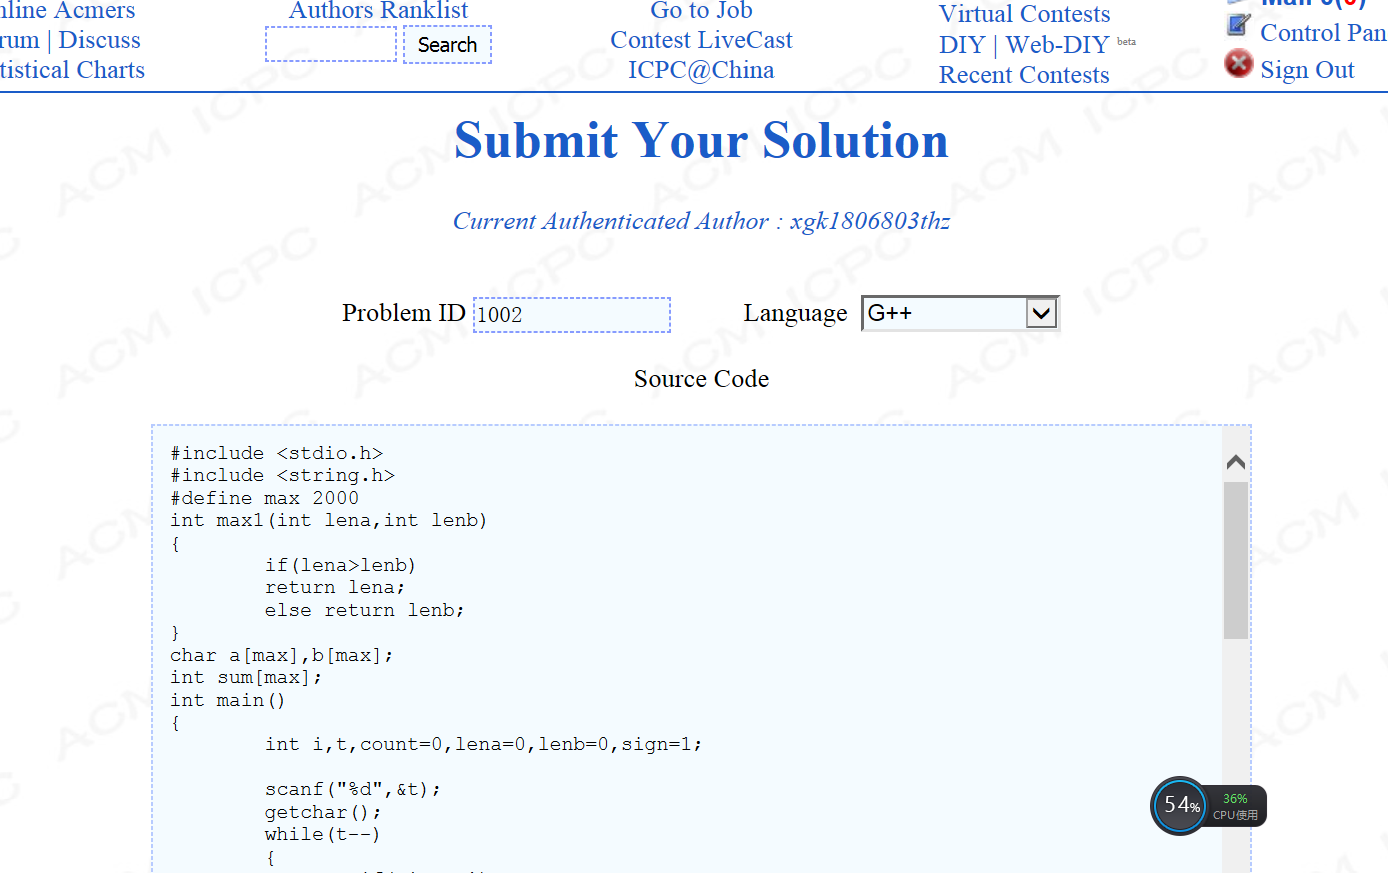 Acmers
Forum | Discuss
Statistical Charts
Authors Ranklist
Search
Go to Job
Contest LiveCast
ICPC@China
Virtual Contests
DIY | Web-DIY beta
Recent Contests
Mail 0(0)
Control Pan
Sign Out
Submit Your Solution
Current Authenticated Author : xgk1806803thz
Problem ID 1002
Language G++
Source Code
#include <stdio.h>
#include <string.h>
#define max 2000
int max1(int lena,int lenb)
{
if(lena>lenb)
return lena;
else return lenb;
}
char a[max],b[max];
int sum[max];
int main()
{
int i,t,count=0,lena=0,lenb=0,sign=1;
scanf("%d",&t);
getchar();
while(t--)
{
54%
36%
CPU使用
ACM ICPC